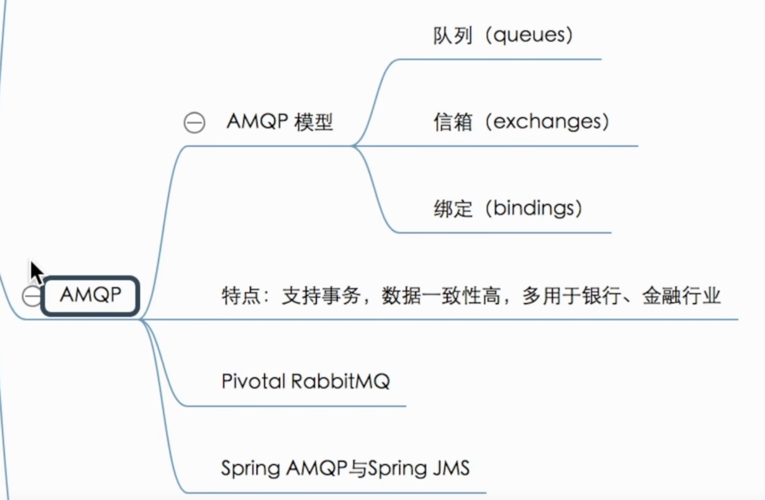 队列（queues）
AMQP 模型
信箱（exchanges）
绑定（bindings）
AMQP
特点：支持事务，数据一致性高，多用于银行、金融行业
Pivotal RabbitMQ
Spring AMQP与Spring JMS